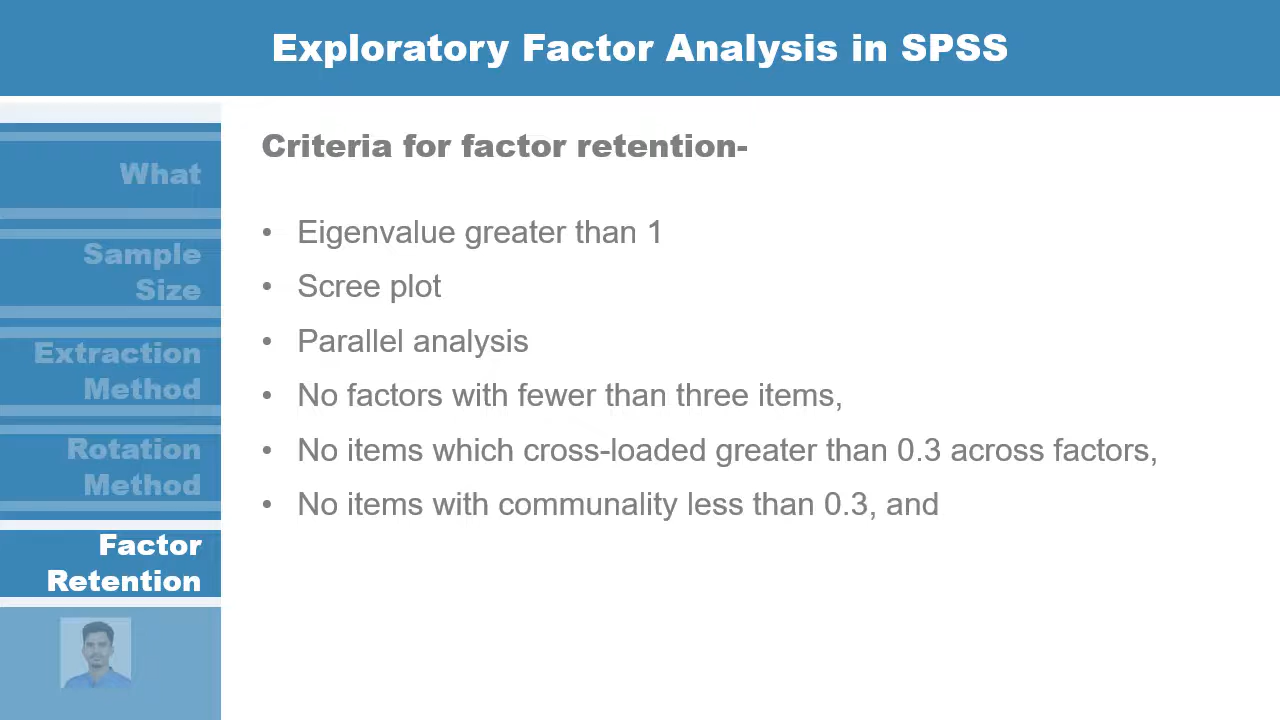 Exploratory Factor Analysis in SPSS
What
Sample
Size
Extraction
Method
Rotation
Method
Factor
Retention
Criteria for factor retention-
• Eigenvalue greater than 1
• Scree plot
• Parallel analysis
• No factors with fewer than three items,
• No items which cross-loaded greater than 0.3 across factors,
• No items with communality less than 0.3, and